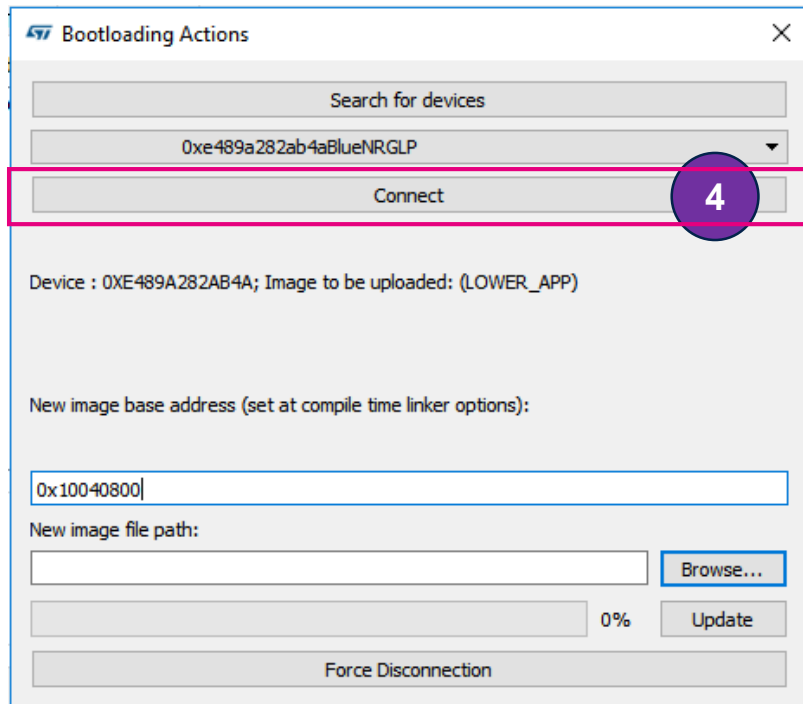 Bootloading Actions
Search for devices
0xe489a282ab4aBlueNRGLP
Connect
4
Device : 0XE489A282AB4A; Image to be uploaded: (LOWER_APP)
New image base address (set at compile time linker options):
0x10040800
New image file path:
Browse...
0% Update
Force Disconnection